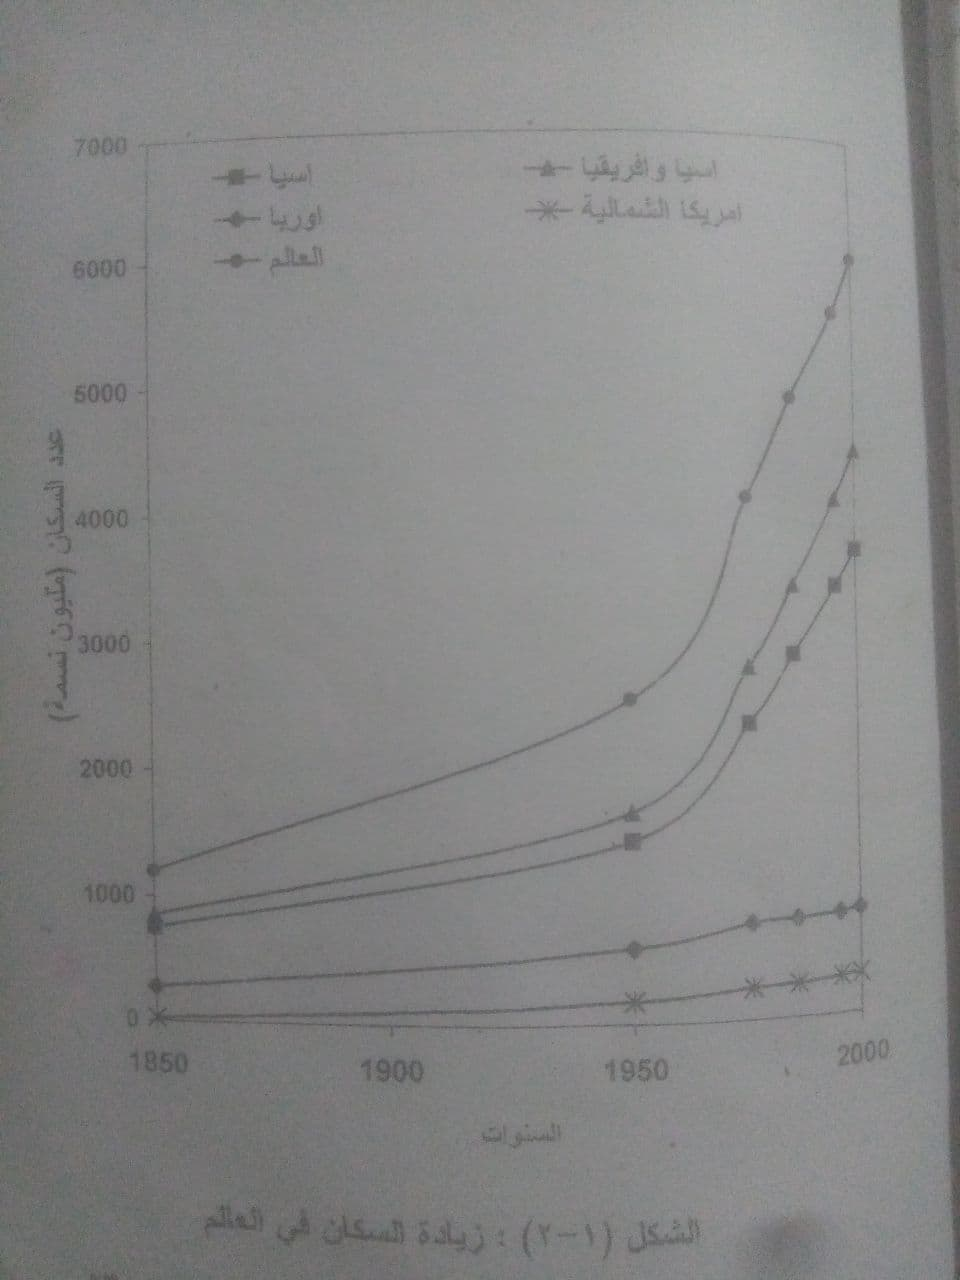 7000
اسيا
اسيا وافريقيا
اوربا
امريكا الشمالية
العالم
6000
5000
4000
3000
2000
1000
0
عدد السكان (مليون نسمة)
1850
1900
1950
2000
السنوات
الشكل (١-٢) : زيادة السكان في العالم